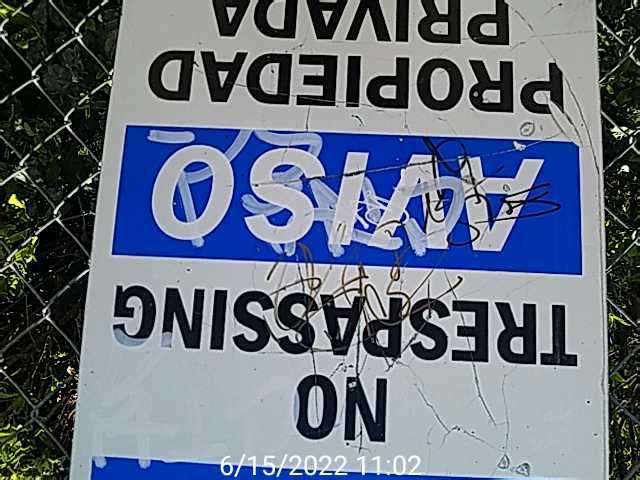 NO
TRESPASSING
AVISO
PROPIEDAD
PRIVADA
6/15/2022 11:02